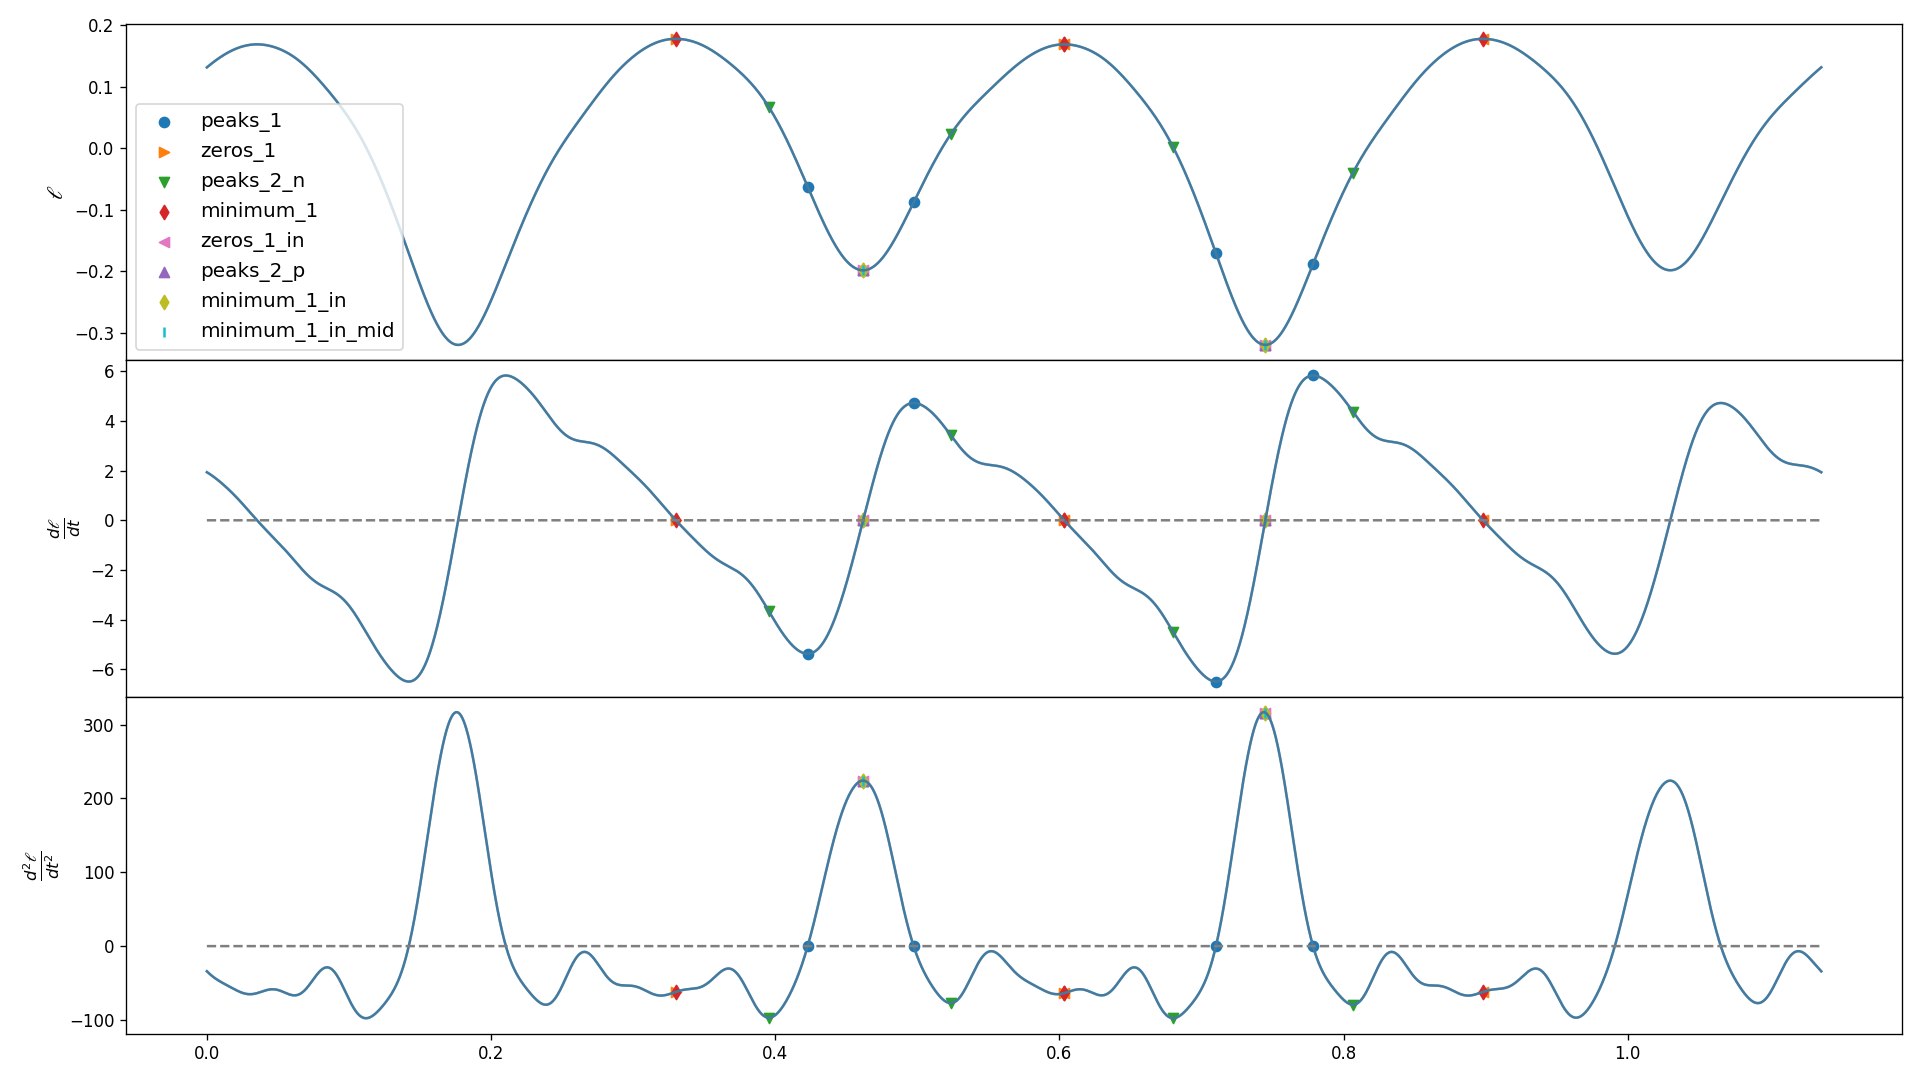 0.2
0.1
0.0
−0.1
−0.2
−0.3
ℓ
peaks_1
zeros_1
peaks_2_n
minimum_1
zeros_1_in
peaks_2_p
minimum_1_in
minimum_1_in_mid
6
4
2
0
−2
−4
−6
dℓ
dt
300
200
100
0
−100
d²ℓ
dt²
0.0 0.2 0.4 0.6 0.8 1.0